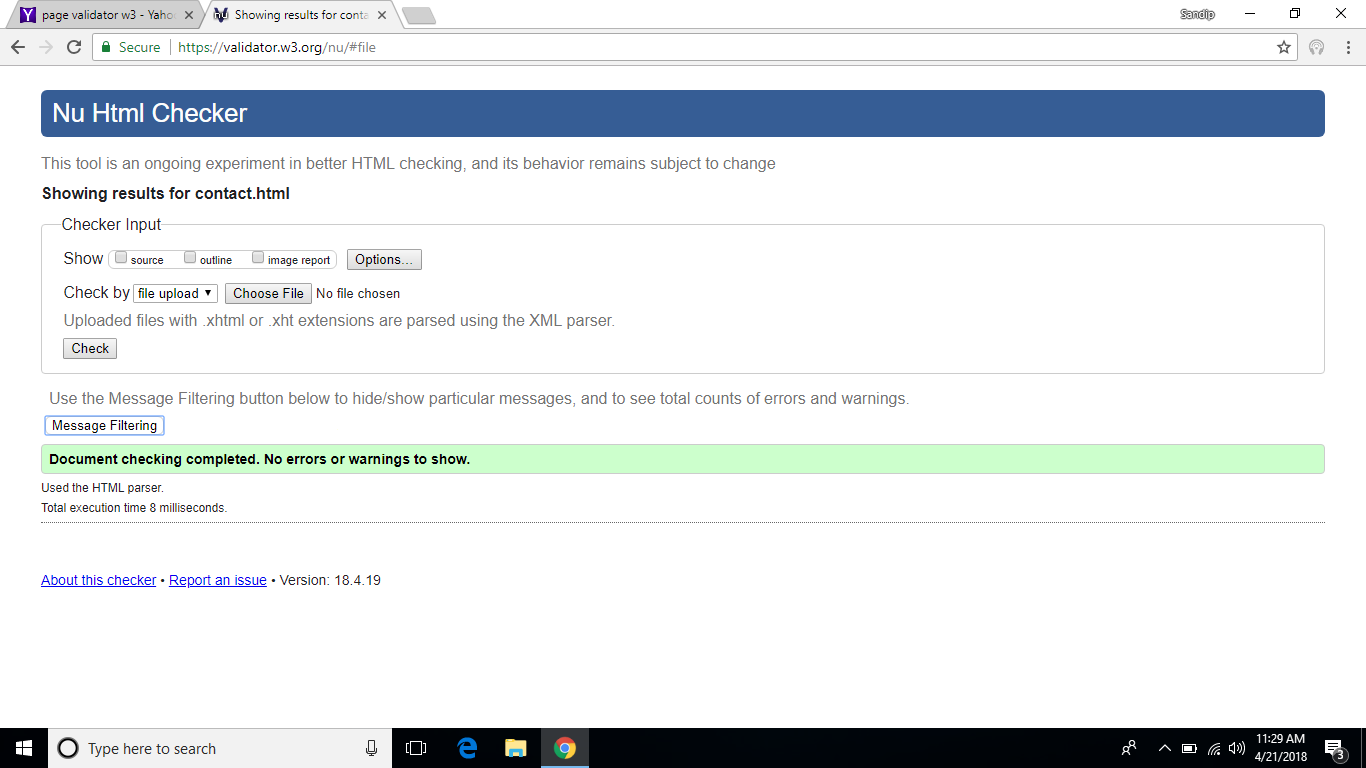 page validator w3 - Yaho
Showing results for conta
Sandip
Secure
https://validator.w3.org/nu/#file
Nu Html Checker
This tool is an ongoing experiment in better HTML checking, and its behavior remains subject to change
Showing results for contact.html
Checker Input
Show source outline image report Options...
Check by file upload Choose File No file chosen
Uploaded files with .xhtml or .xht extensions are parsed using the XML parser.
Check
Use the Message Filtering button below to hide/show particular messages, and to see total counts of errors and warnings.
Message Filtering
Document checking completed. No errors or warnings to show.
Used the HTML parser.
Total execution time 8 milliseconds.
About this checker • Report an issue • Version: 18.4.19
Type here to search
11:29 AM
4/21/2018
3